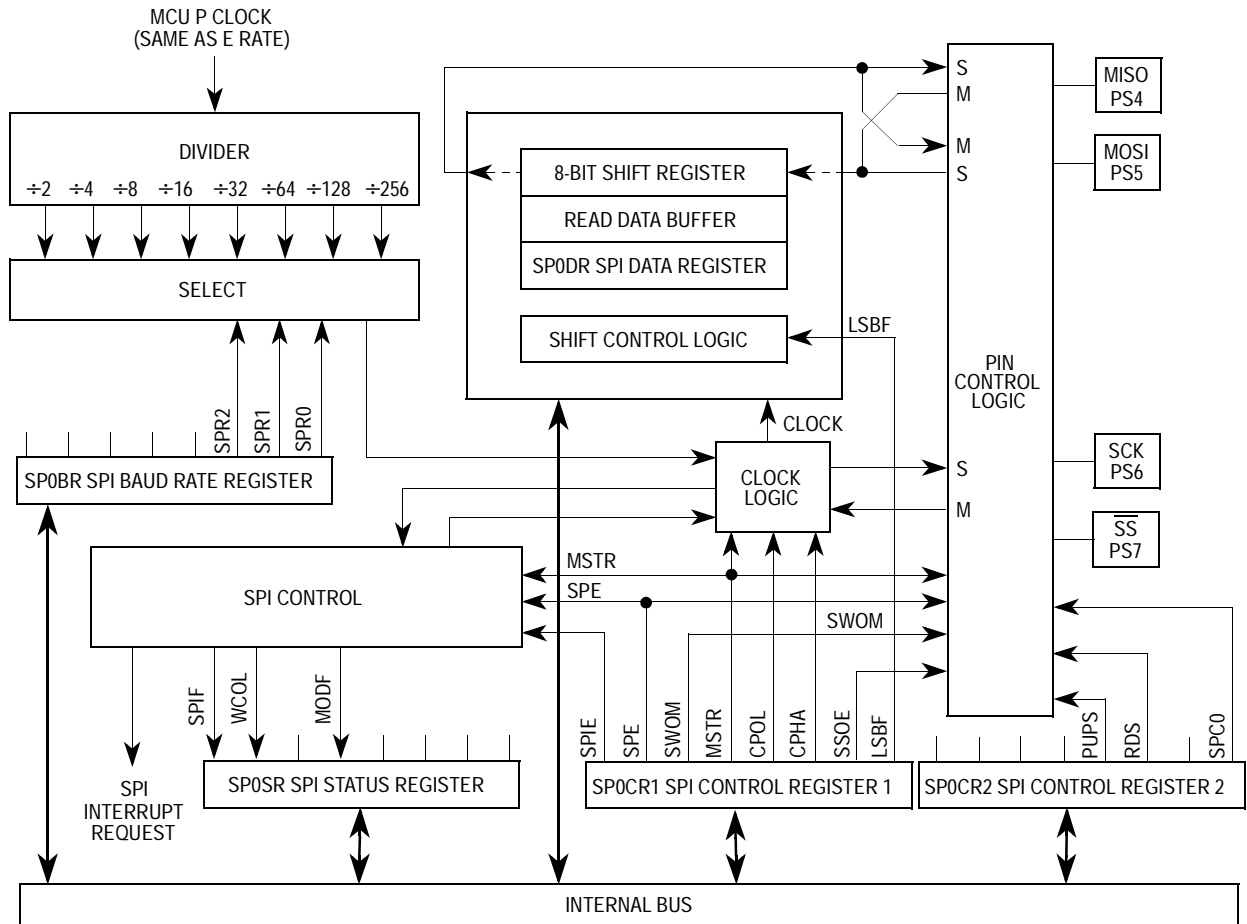 MCU P CLOCK
(SAME AS E RATE)
DIVIDER
÷2 ÷4 ÷8 ÷16 ÷32 ÷64 ÷128 ÷256
SELECT
SPR2
SPR1
SPR0
SP0BR SPI BAUD RATE REGISTER
8-BIT SHIFT REGISTER
READ DATA BUFFER
SP0DR SPI DATA REGISTER
SHIFT CONTROL LOGIC
LSBF
CLOCK
CLOCK
LOGIC
S
M
M
S
PIN
CONTROL
LOGIC
S
M
MISO
PS4
MOSI
PS5
SCK
PS6
SS
PS7
SPI CONTROL
MSTR
SPE
SWOM
SPIF
WCOL
MODF
SPI
INTERRUPT
REQUEST
SP0SR SPI STATUS REGISTER
SPIE
SPE
SWOM
MSTR
CPOL
CPHA
SSOE
LSBF
SP0CR1 SPI CONTROL REGISTER 1
PUPS
RDS
SPC0
SP0CR2 SPI CONTROL REGISTER 2
INTERNAL BUS